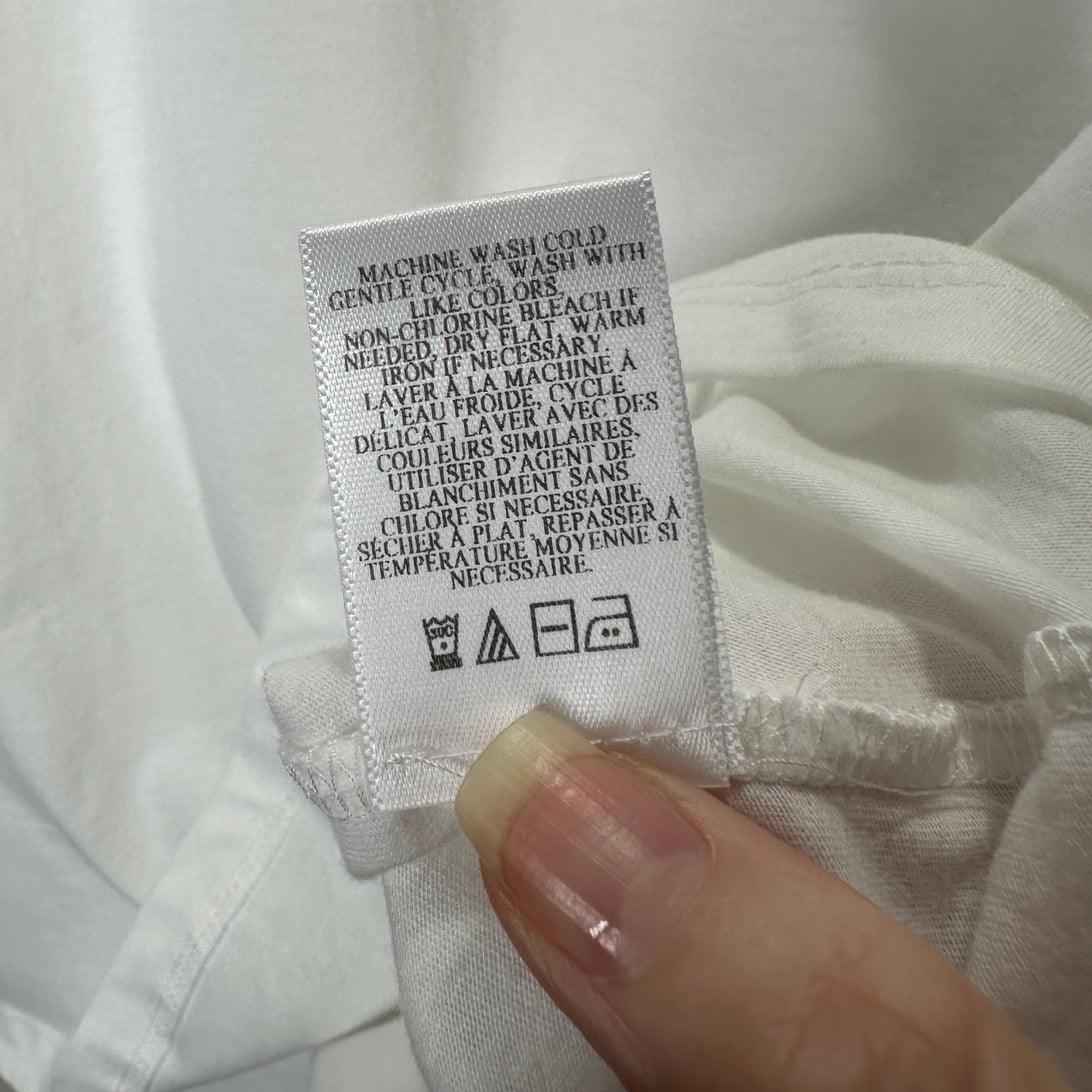 MACHINE WASH COLD
GENTLE CYCLE, WASH WITH
LIKE COLORS,
NON-CHLORINE BLEACH IF
NEEDED, DRY FLAT, WARM
IRON IF NECESSARY.
LAVER À LA MACHINE À
L'EAU FROIDE, CYCLE
DÉLICAT, LAVER AVEC DES
COULEURS SIMILAIRES,
UTILISER D'AGENT DE
BLANCHIMENT SANS
CHLORE SI NECESSAIRE,
SÉCHER À PLAT, REPASSER À
TEMPÉRATURE MOYENNE SI
NECESSAIRE.
30C